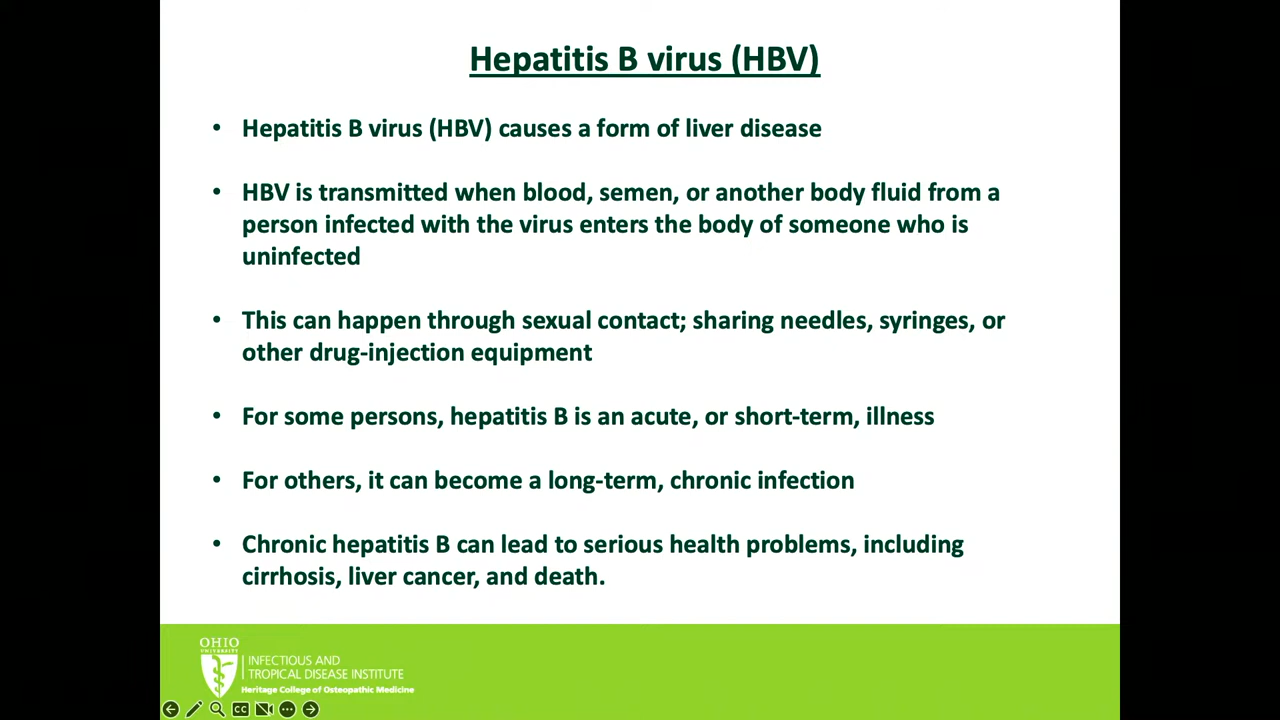 Hepatitis B virus (HBV)
• Hepatitis B virus (HBV) causes a form of liver disease
• HBV is transmitted when blood, semen, or another body fluid from a
person infected with the virus enters the body of someone who is
uninfected
• This can happen through sexual contact; sharing needles, syringes, or
other drug-injection equipment
• For some persons, hepatitis B is an acute, or short-term, illness
• For others, it can become a long-term, chronic infection
• Chronic hepatitis B can lead to serious health problems, including
cirrhosis, liver cancer, and death.
OHIO
UNIVERSITY
INFECTIOUS AND
TROPICAL DISEASE INSTITUTE
Heritage College of Osteopathic Medicine
CC